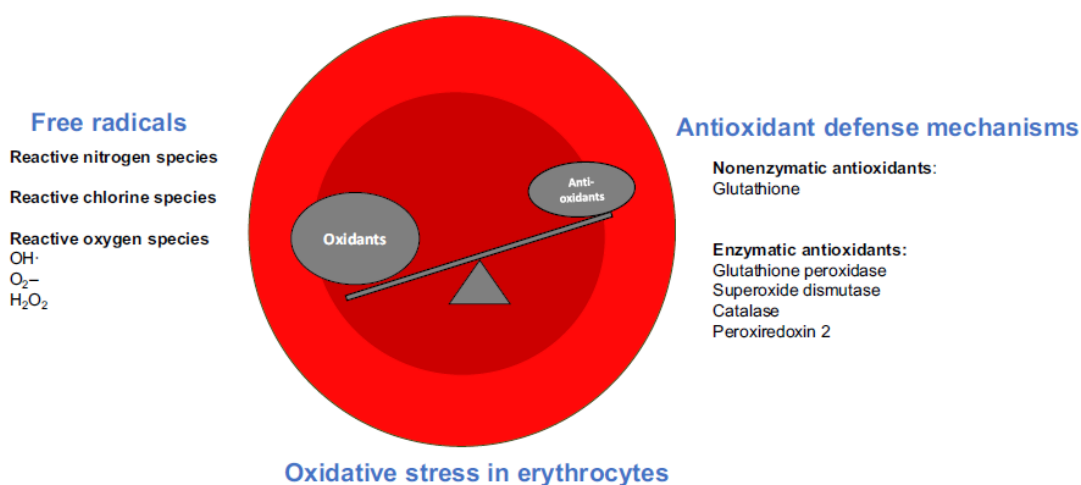 Free radicals
Reactive nitrogen species
Reactive chlorine species
Reactive oxygen species
OH·
O₂–
H₂O₂
Oxidants
Anti-
oxidants
Antioxidant defense mechanisms
Nonenzymatic antioxidants:
Glutathione
Enzymatic antioxidants:
Glutathione peroxidase
Superoxide dismutase
Catalase
Peroxiredoxin 2
Oxidative stress in erythrocytes